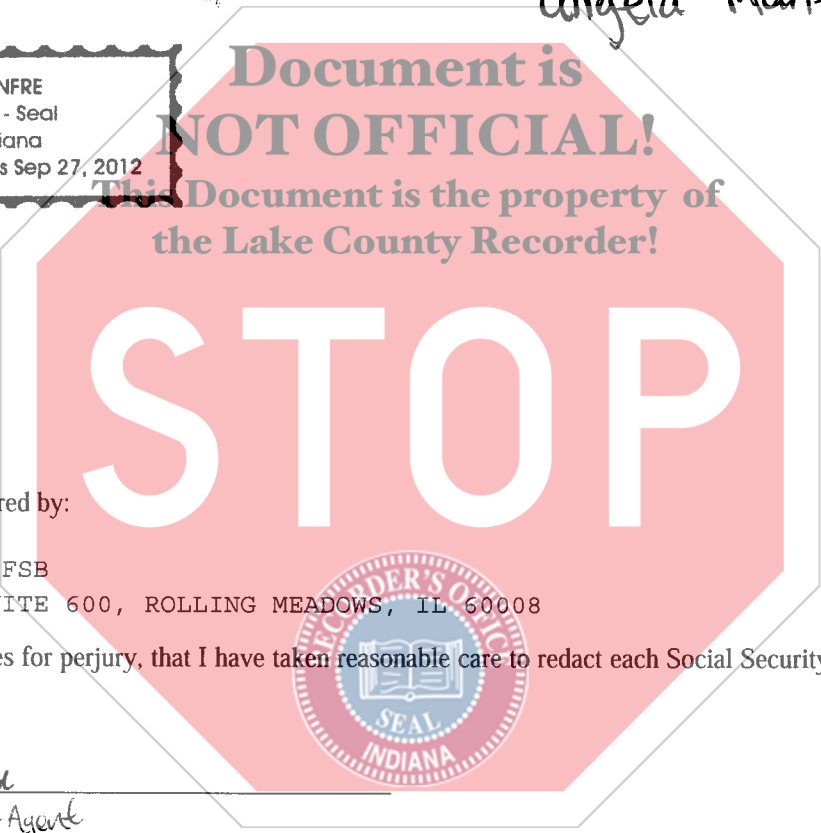 Angela
Document is
NOT OFFICIAL!
This Document is the property of
the Lake County Recorder!
NFRE
- Seal
iana
s Sep 27, 2012
STOP
red by:
FSB
ITE 600, ROLLING MEADOWS, IL 60008
es for perjury, that I have taken reasonable care to redact each Social Security
RECORDER'S OFFICE
SEAL
INDIANA
Agent